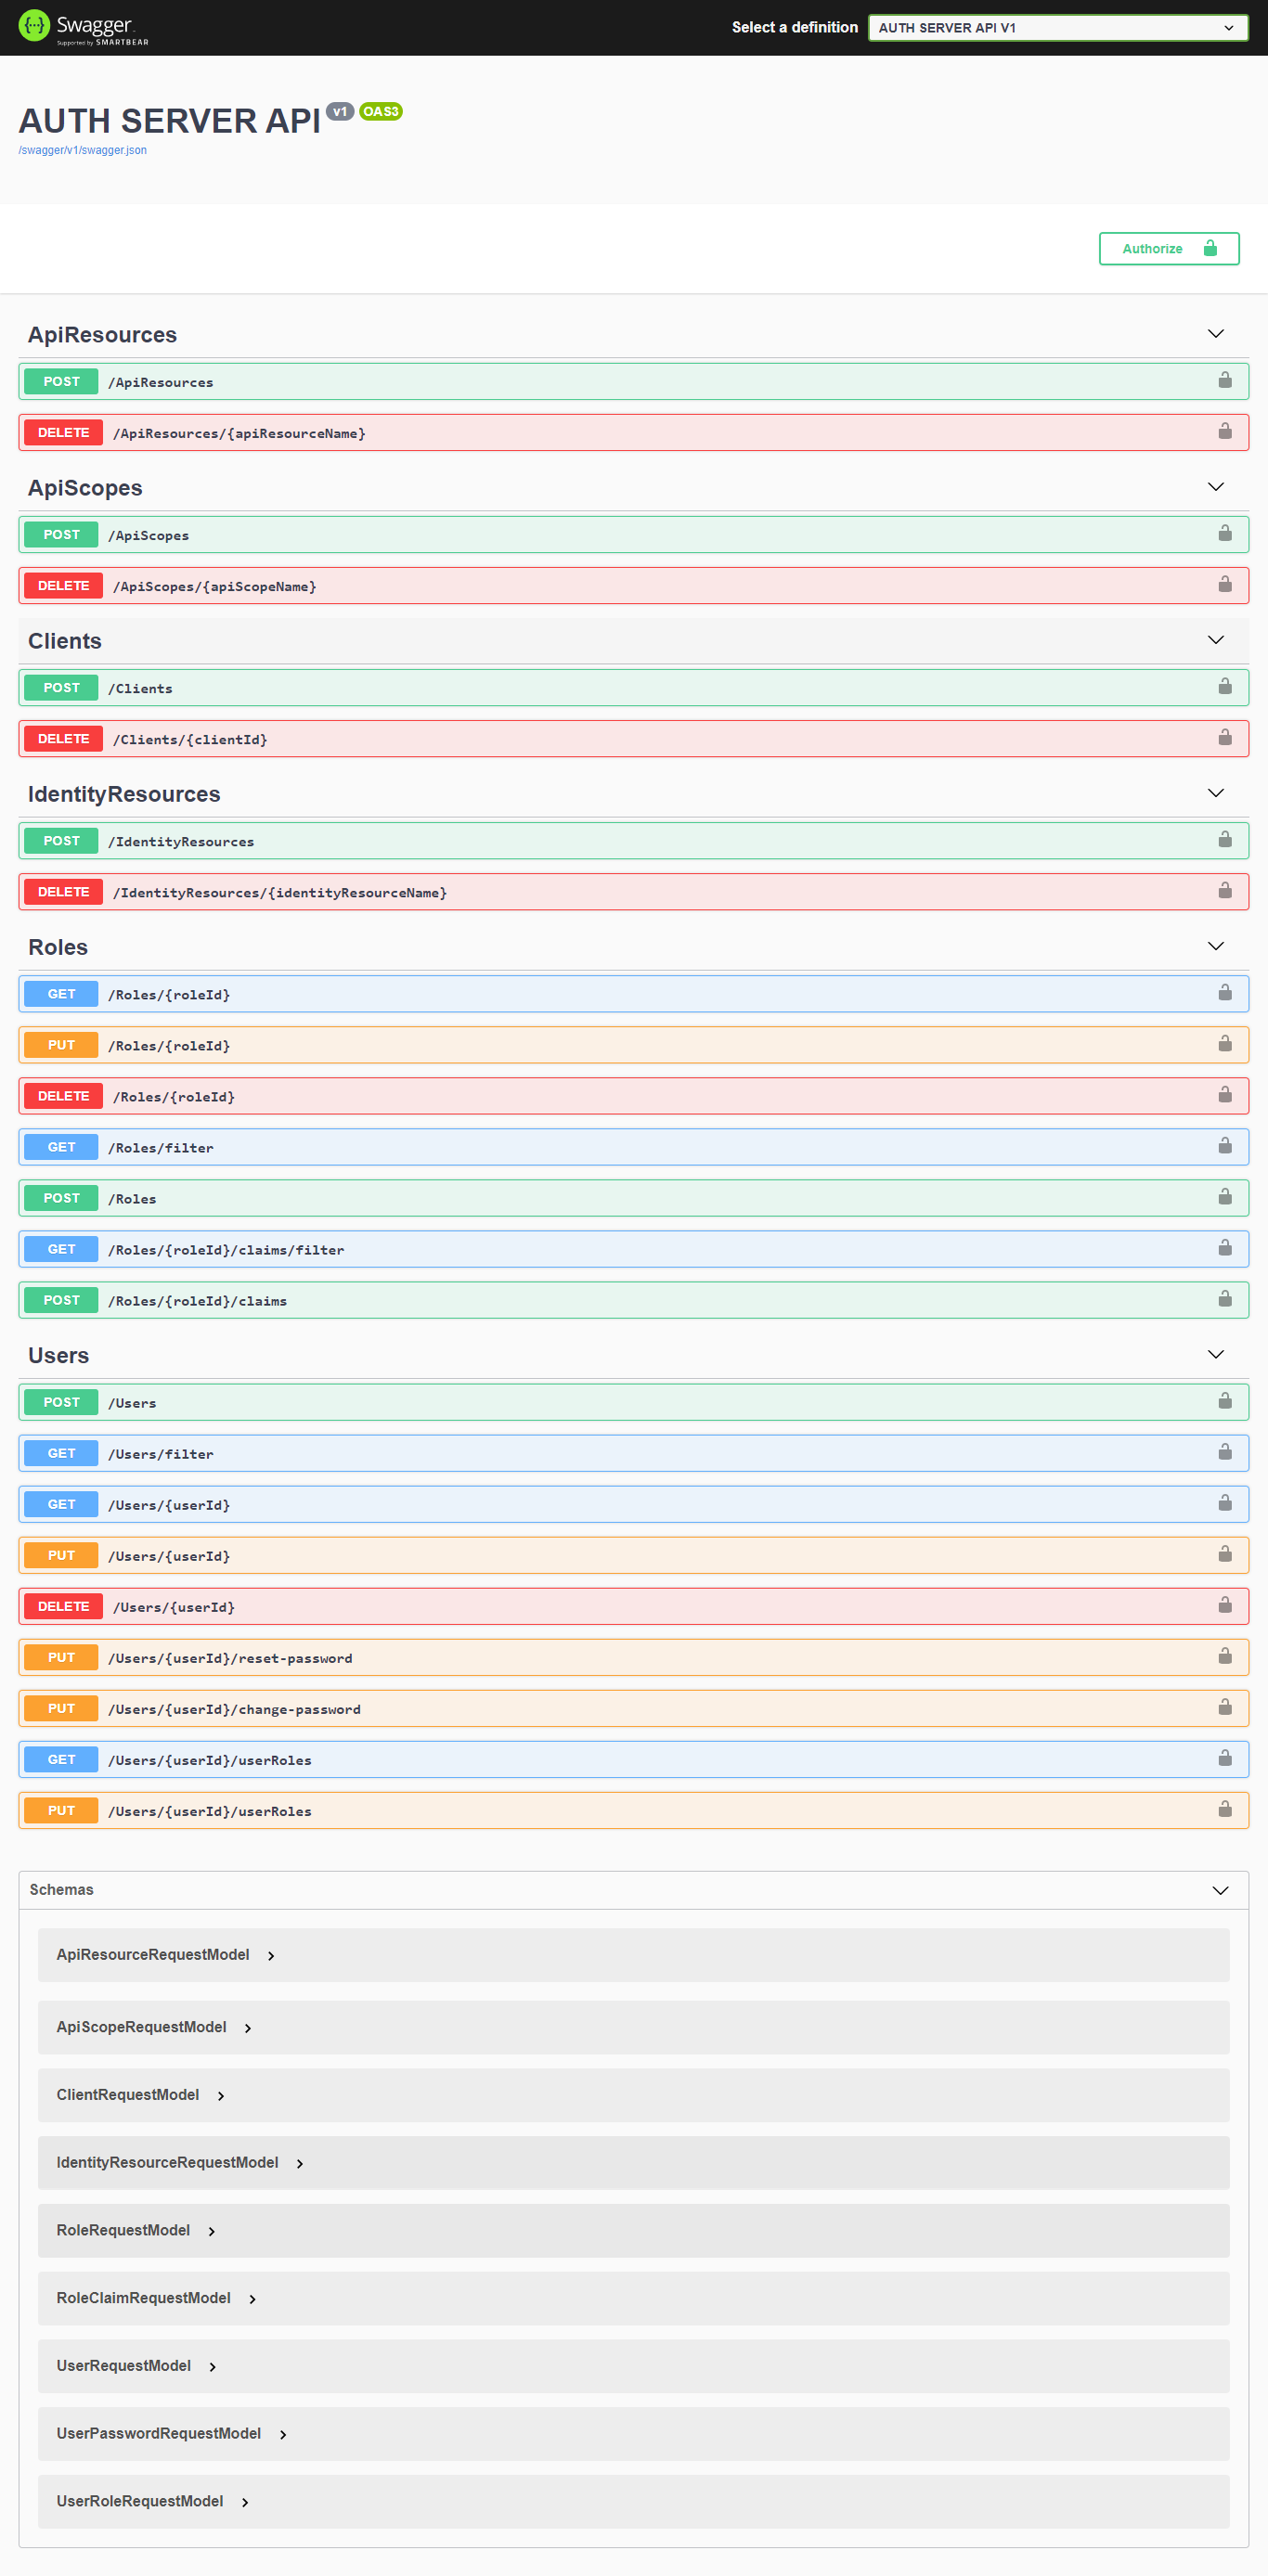 Swagger
Supported by SMARTBEAR
Select a definition
AUTH SERVER API V1
AUTH SERVER API v1 OAS3
/swagger/v1/swagger.json
Authorize
ApiResources
POST /ApiResources
DELETE /ApiResources/{apiResourceName}
ApiScopes
POST /ApiScopes
DELETE /ApiScopes/{apiScopeName}
Clients
POST /Clients
DELETE /Clients/{clientId}
IdentityResources
POST /IdentityResources
DELETE /IdentityResources/{identityResourceName}
Roles
GET /Roles/{roleId}
PUT /Roles/{roleId}
DELETE /Roles/{roleId}
GET /Roles/filter
POST /Roles
GET /Roles/{roleId}/claims/filter
POST /Roles/{roleId}/claims
Users
POST /Users
GET /Users/filter
GET /Users/{userId}
PUT /Users/{userId}
DELETE /Users/{userId}
PUT /Users/{userId}/reset-password
PUT /Users/{userId}/change-password
GET /Users/{userId}/userRoles
PUT /Users/{userId}/userRoles
Schemas
ApiResourceRequestModel
ApiScopeRequestModel
ClientRequestModel
IdentityResourceRequestModel
RoleRequestModel
RoleClaimRequestModel
UserRequestModel
UserPasswordRequestModel
UserRoleRequestModel